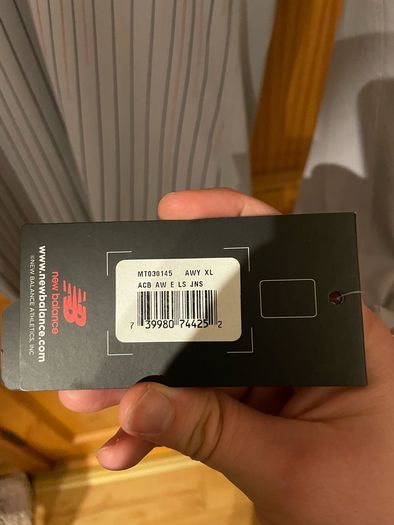 MT030145 AWY XL
ACB AW E LS JNS
7 39980 74425 2
new balance
www.newbalance.com
©NEW BALANCE ATHLETICS, INC